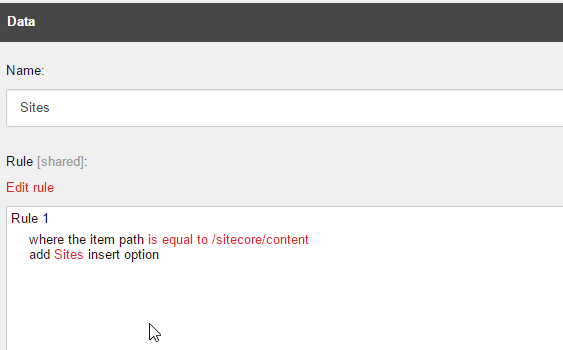 Data
Name:
Sites
Rule [shared]:
Edit rule
Rule 1
where the item path is equal to /sitecore/content
add Sites insert option